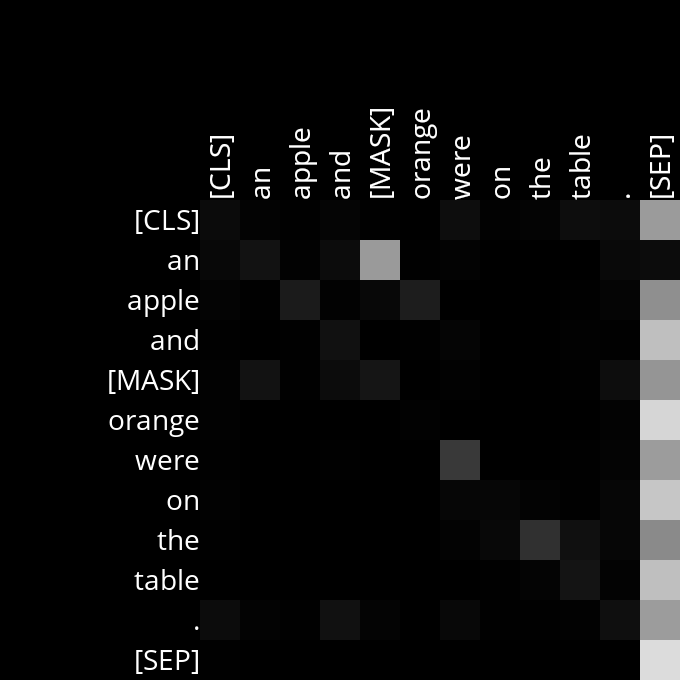 [CLS] an apple and [MASK] orange were on the table . [SEP]
[CLS]
an
apple
and
[MASK]
orange
were
on
the
table
.
[SEP]